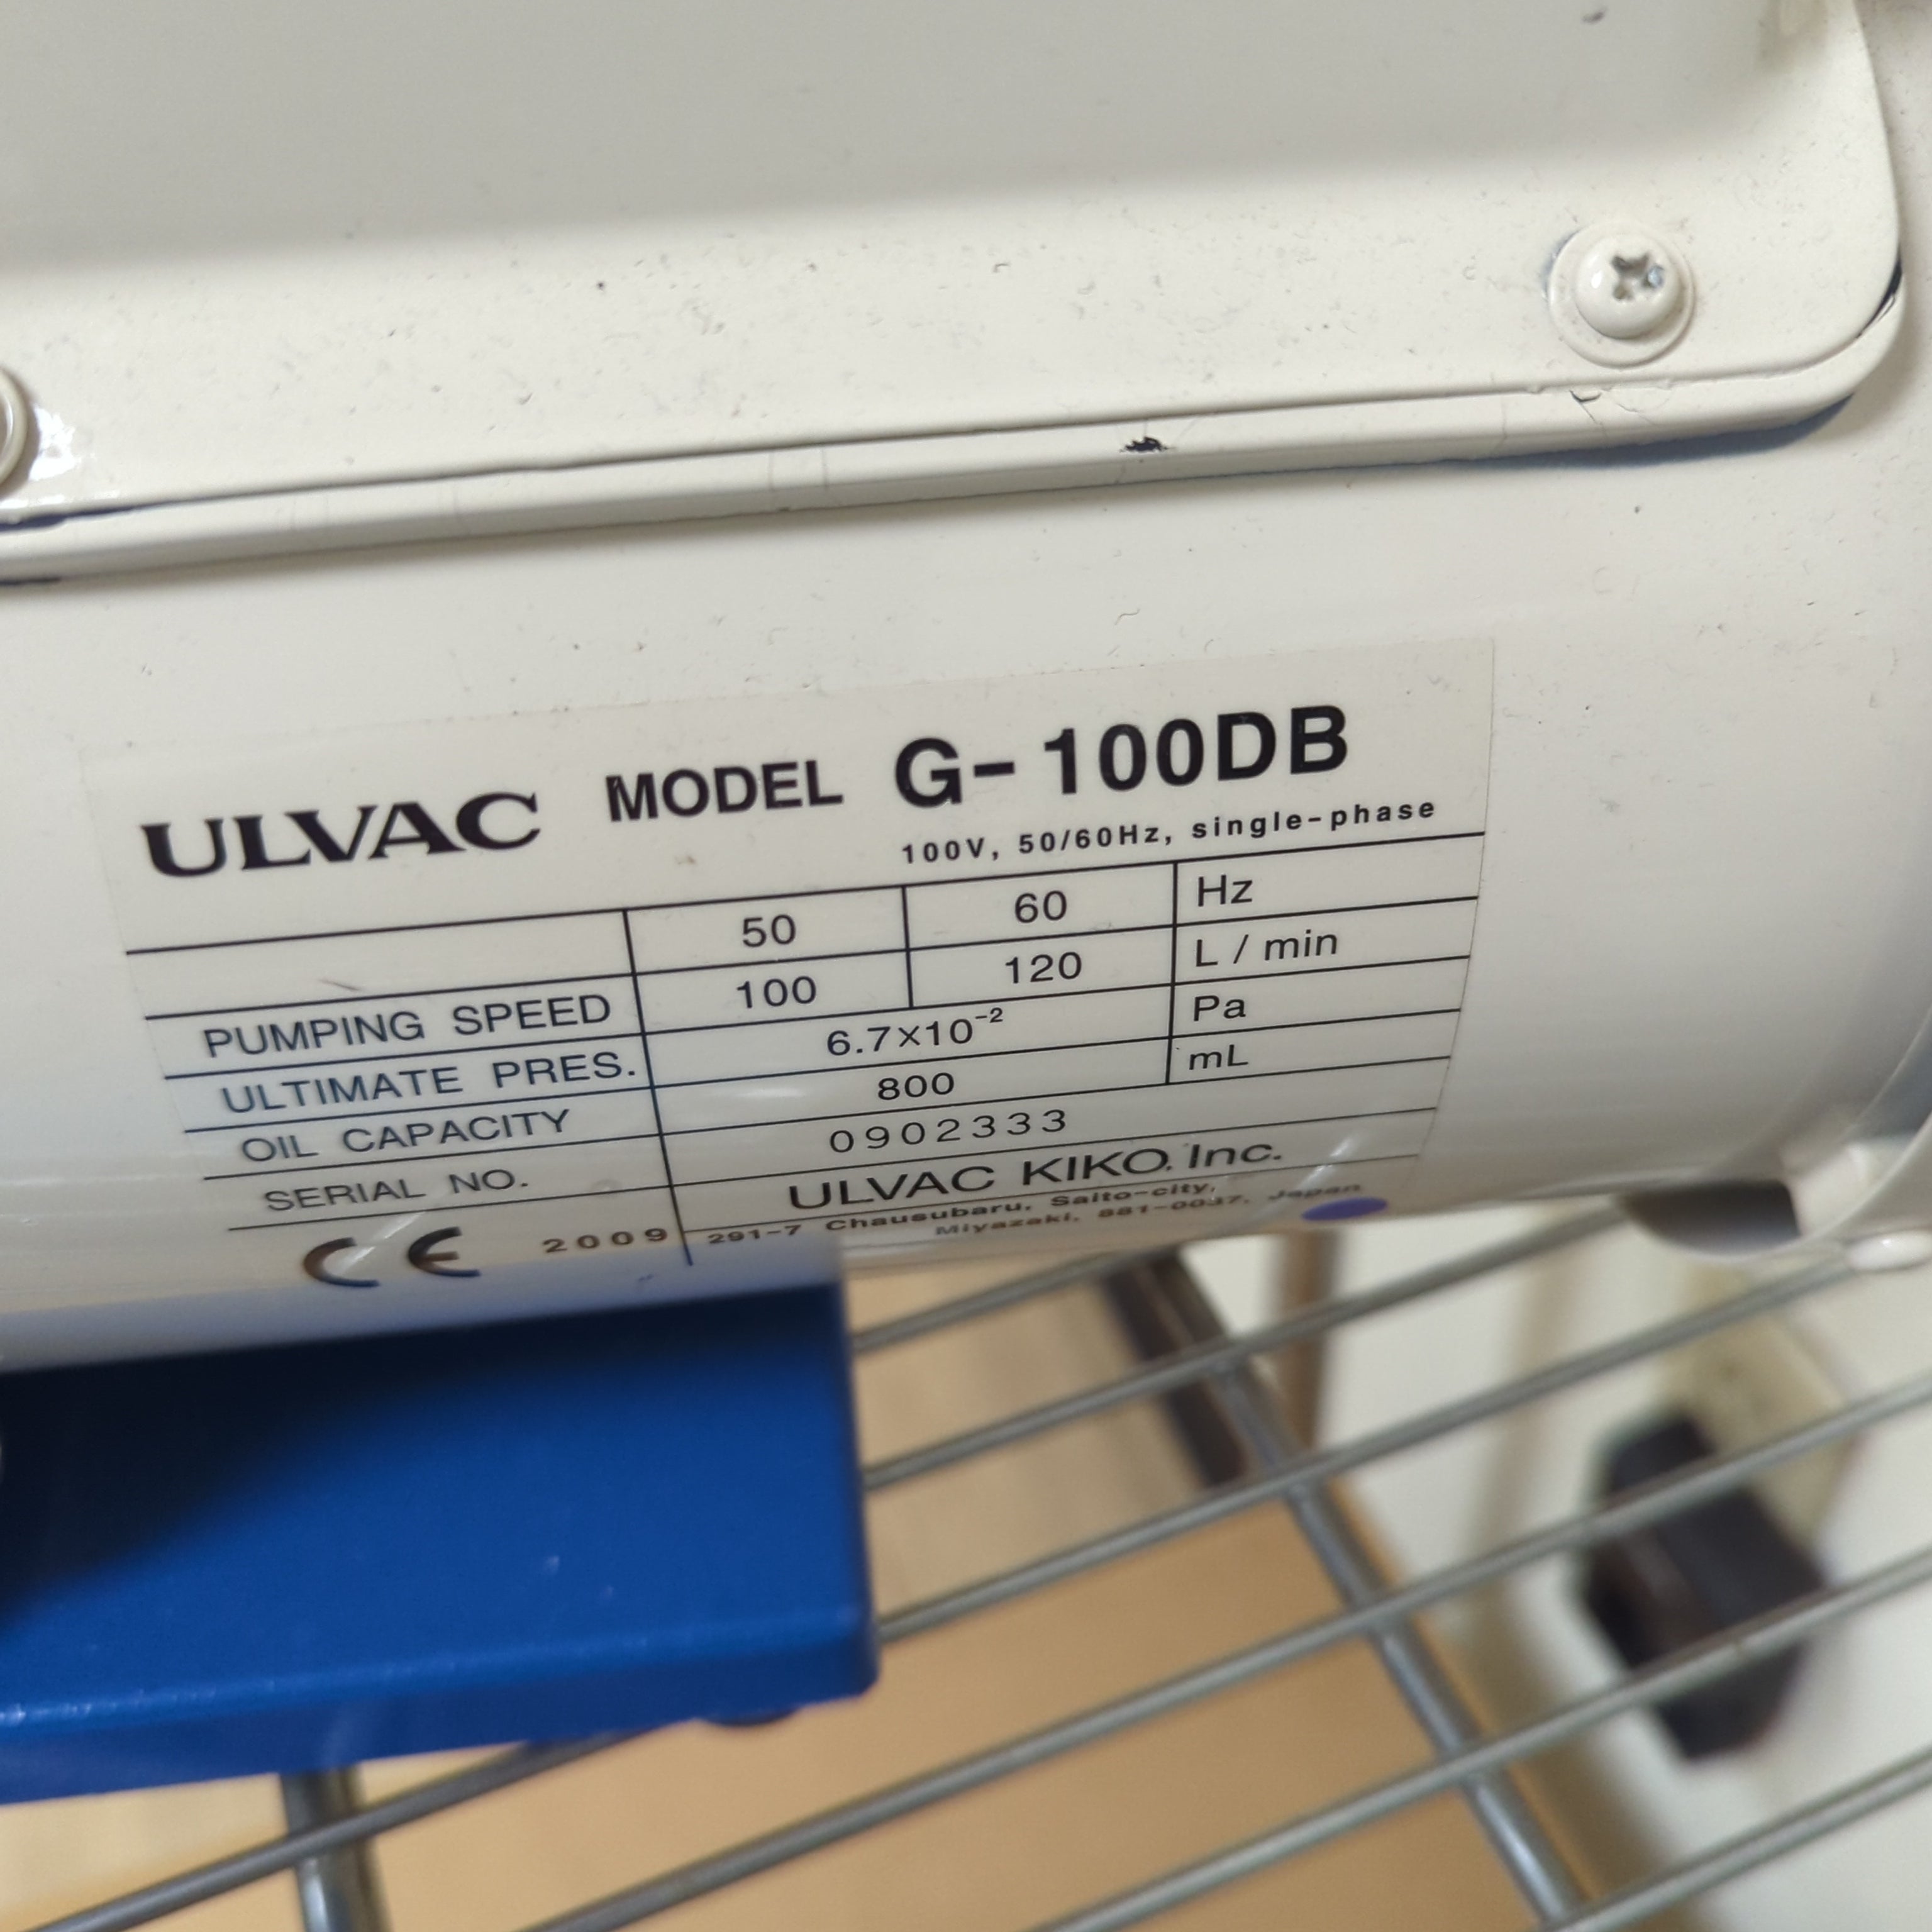 ULVAC MODEL G-100DB
100V, 50/60Hz, single-phase
50 60 Hz
PUMPING SPEED 100 120 L / min
ULTIMATE PRES. 6.7×10⁻² Pa
OIL CAPACITY 800 mL
SERIAL NO. 0902333
CE 2009 ULVAC KIKO. Inc.
291-7 Chausubaru. Saito-city,
Miyazaki. 881-0037. Japan